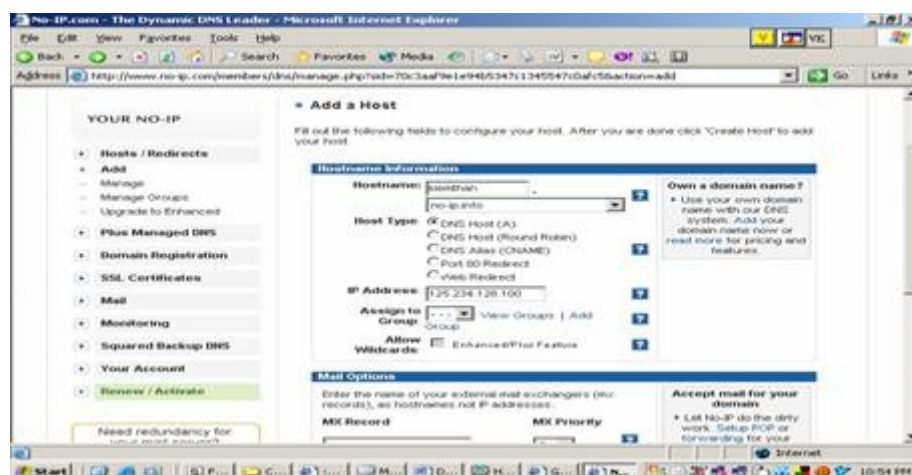 No-IP.com - The Dynamic DNS Leader - Microsoft Internet Explorer
File Edit View Favorites Tools Help
V VK
Back Search Favorites Media
Address Go Links
YOUR NO-IP
Hosts / Redirects
Add
Manage
Manage Groups
Upgrade to Enhanced
Plus Managed DNS
Domain Registration
SSL Certificates
Mail
Monitoring
Squared Backup DNS
Your Account
Renew / Activate
Need redundancy for
your mail server?
Add a Host
Fill out the following fields to configure your host. After you are done click 'Create Host' to add
your host.
Hostname Information
Hostname: .
no-ip.info
Host Type DNS Host (A)
DNS Host (Round Robin)
DNS Alias (CNAME)
Port 80 Redirect
Web Redirect
IP Address 125.234.128.100
Assign to
Group - - - View Groups | Add
Group
Allow
Wildcards Enhanced/Plus Feature
Own a domain name?
Use your own domain
name with our DNS
system. Add your
domain name now or
read more for pricing and
features.
Mail Options
Enter the name of your external mail exchangers (mx
records), as hostnames not IP addresses.
MX Record MX Priority
Accept mail for your
domain
Let No-IP do the dirty
work. Setup POP or
forwarding for your
Internet
Start
10:54 PM